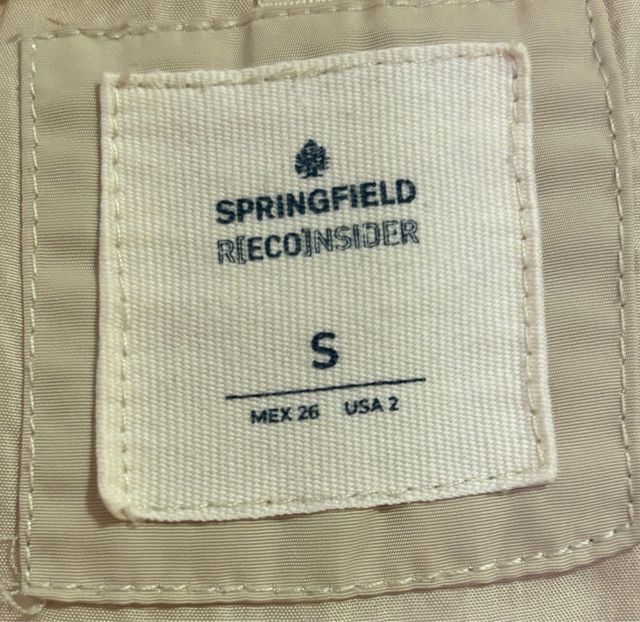 SPRINGFIELD
R[ECO]NSIDER
S
MEX 26 USA 2